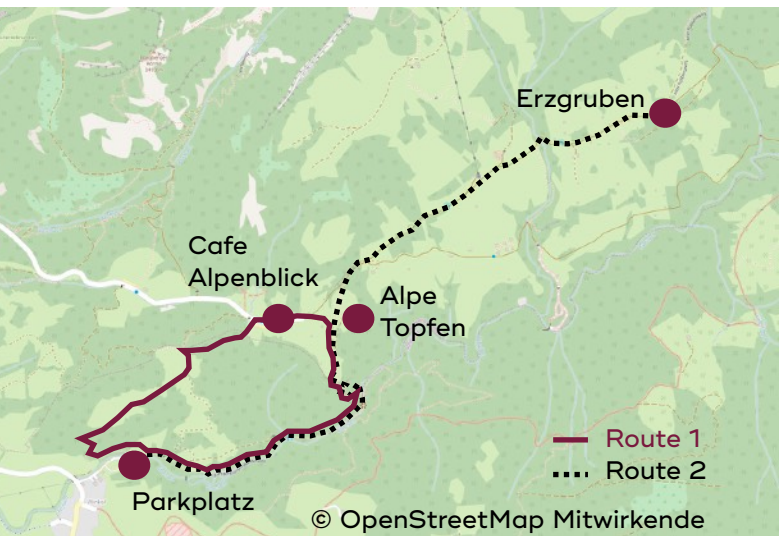 Erzgruben
Cafe
Alpenblick
Alpe
Topfen
Route 1
Route 2
Parkplatz
© OpenStreetMap Mitwirkende